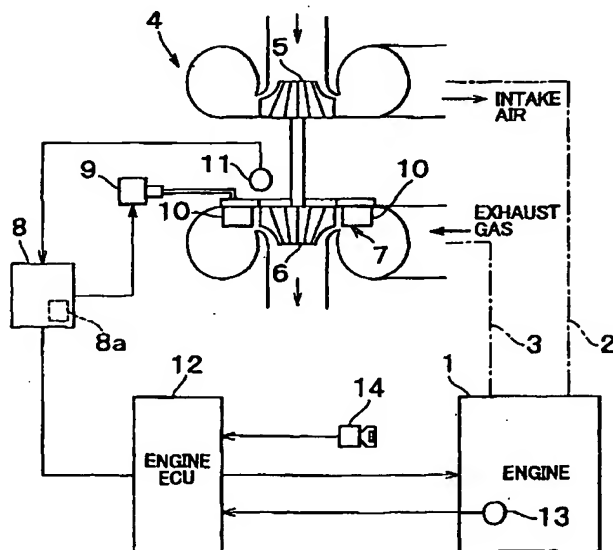 4
5
INTAKE
AIR
11
9
10
10
EXHAUST
GAS
8
7
6
8a
3
2
12
1
14
ENGINE
ECU
ENGINE
13